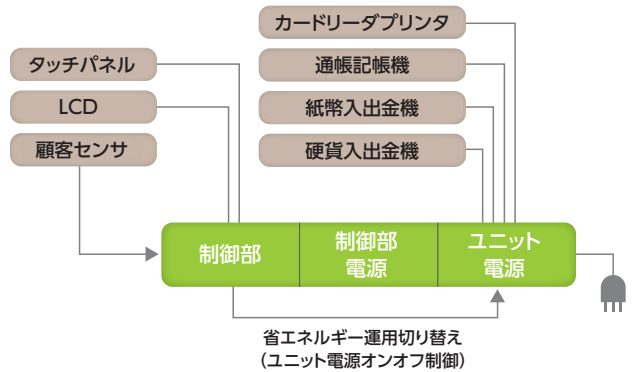 カードリーダプリンタ
タッチパネル
通帳記帳機
LCD
紙幣入出金機
顧客センサ
硬貨入出金機
制御部
制御部
電源
ユニット
電源
省エネルギー運用切り替え
(ユニット電源オンオフ制御)